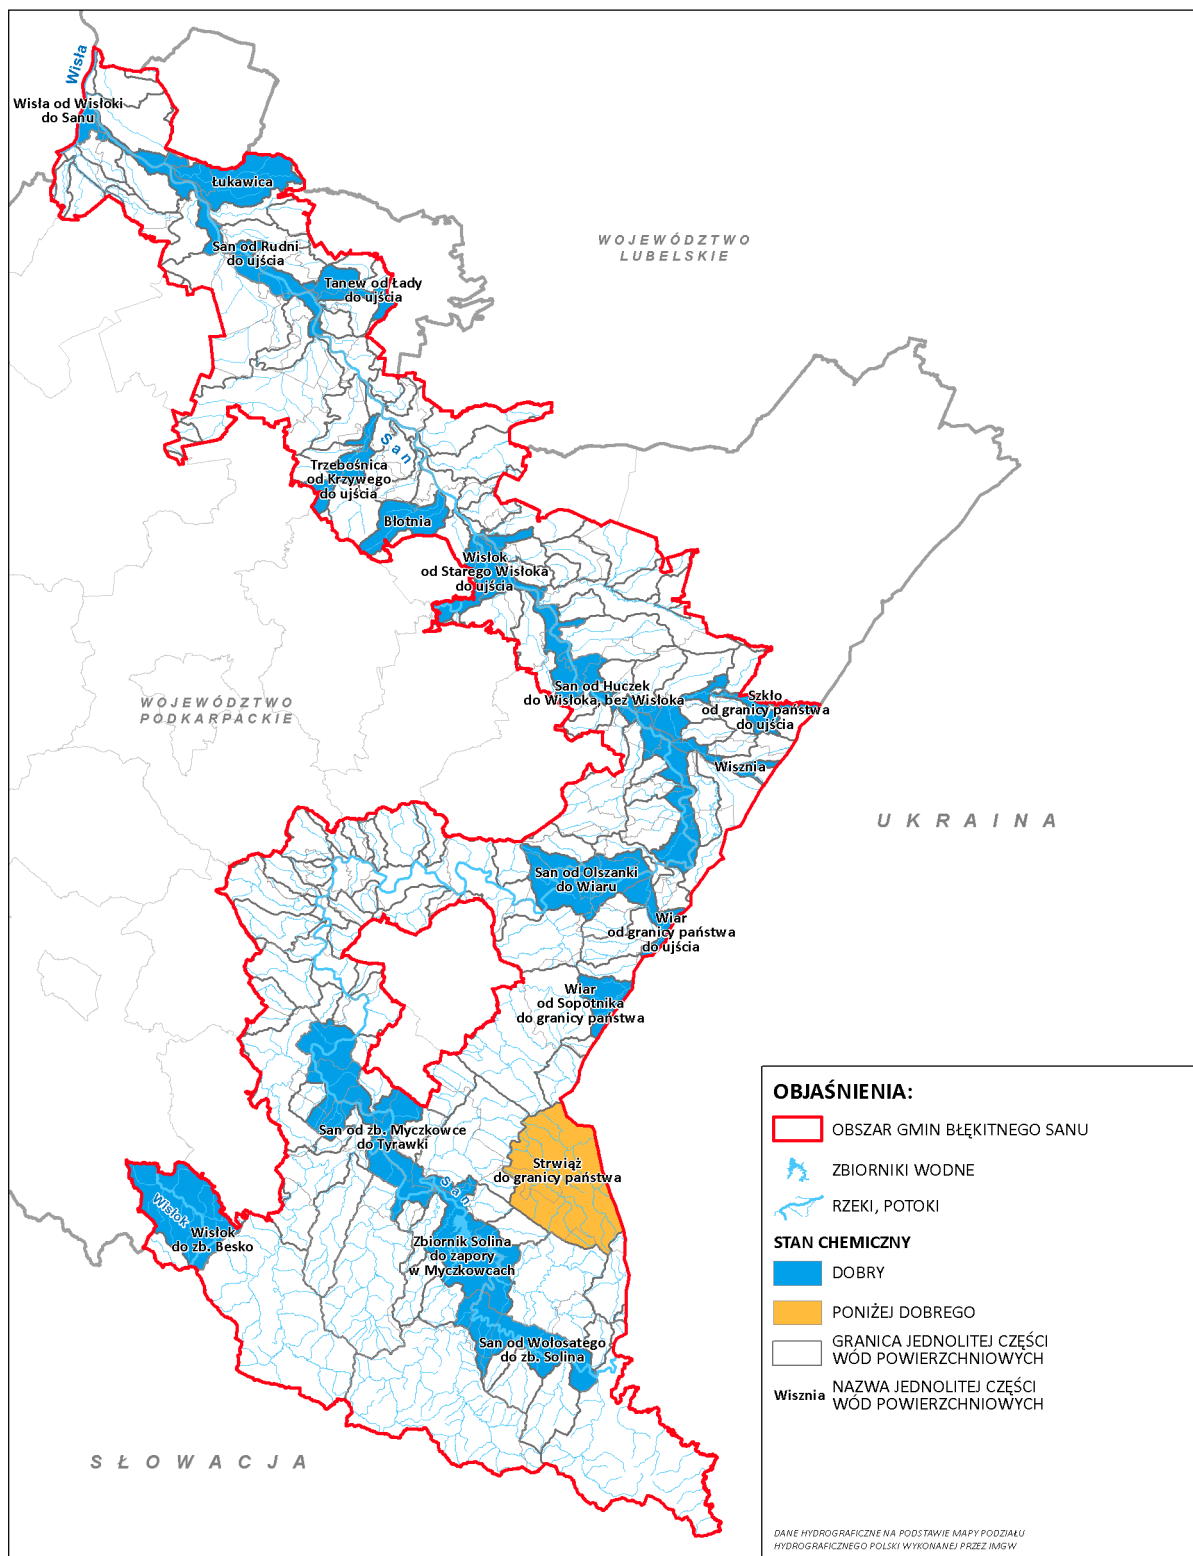 Wisła
Wisła od Wisłoki
do Sanu
Łukawica
San od Rudni
do ujścia
Tanew od Łady
do ujścia
WOJEWÓDZTWO
LUBELSKIE
San
Trzebośnica
od Krzywego
do ujścia
Błotnia
Wisłok
od Starego Wisłoka
do ujścia
San od Huczek
do Wisłoka, bez Wisłoka
Szkło
od granicy państwa
do ujścia
WOJEWÓDZTWO
PODKARPACKIE
Wisznia
UKRAINA
San od Olszanki
do Wiaru
Wiar
od granicy państwa
do ujścia
Wiar
od Sopotnika
do granicy państwa
San od zb. Myczkowce
do Tyrawki
Strwiąż
do granicy państwa
San
Wisłok
Wisłok
do zb. Besko
Zbiornik Solina
do zapory
w Myczkowcach
San od Wołosatego
do zb. Solina
SŁOWACJA
OBJAŚNIENIA:
OBSZAR GMIN BŁĘKITNEGO SANU
ZBIORNIKI WODNE
RZEKI, POTOKI
STAN CHEMICZNY
DOBRY
PONIŻEJ DOBREGO
GRANICA JEDNOLITEJ CZĘŚCI
WÓD POWIERZCHNIOWYCH
Wisznia NAZWA JEDNOLITEJ CZĘŚCI
WÓD POWIERZCHNIOWYCH
DANE HYDROGRAFICZNE NA PODSTAWIE MAPY PODZIAŁU
HYDROGRAFICZNEGO POLSKI WYKONANEJ PRZEZ IMGW